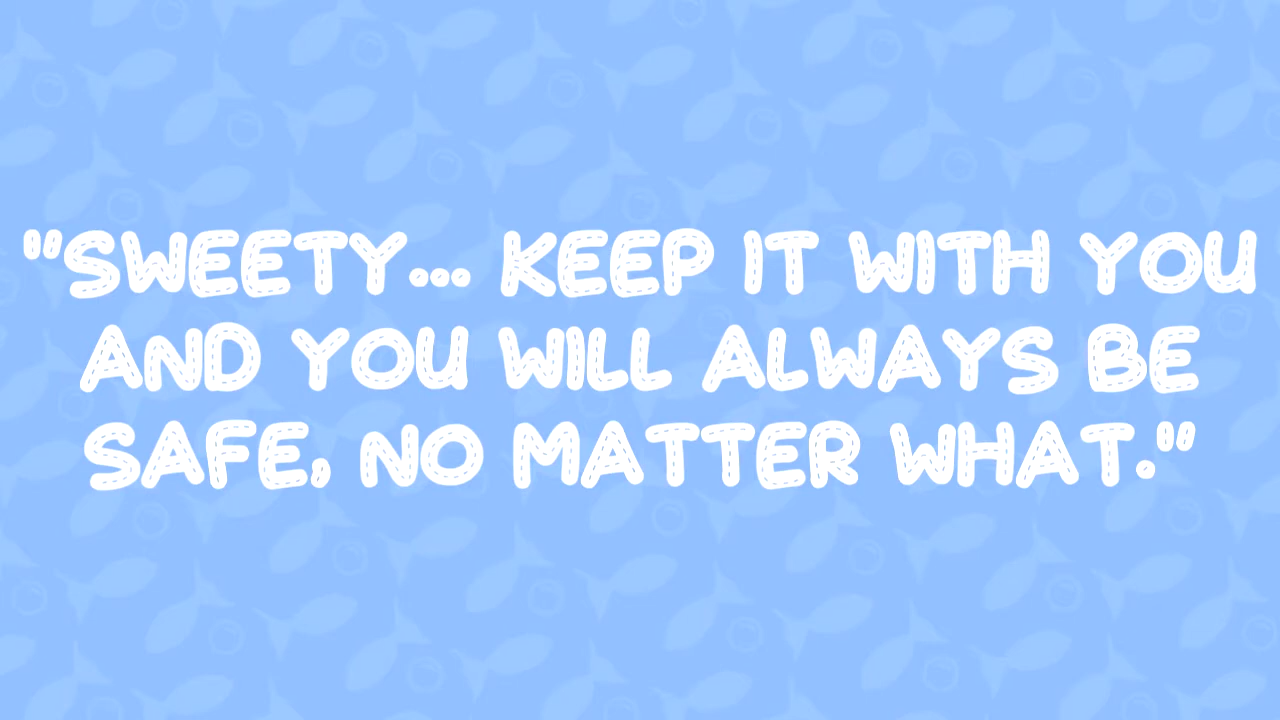 "SWEETY... KEEP IT WITH YOU
AND YOU WILL ALWAYS BE
SAFE, NO MATTER WHAT."